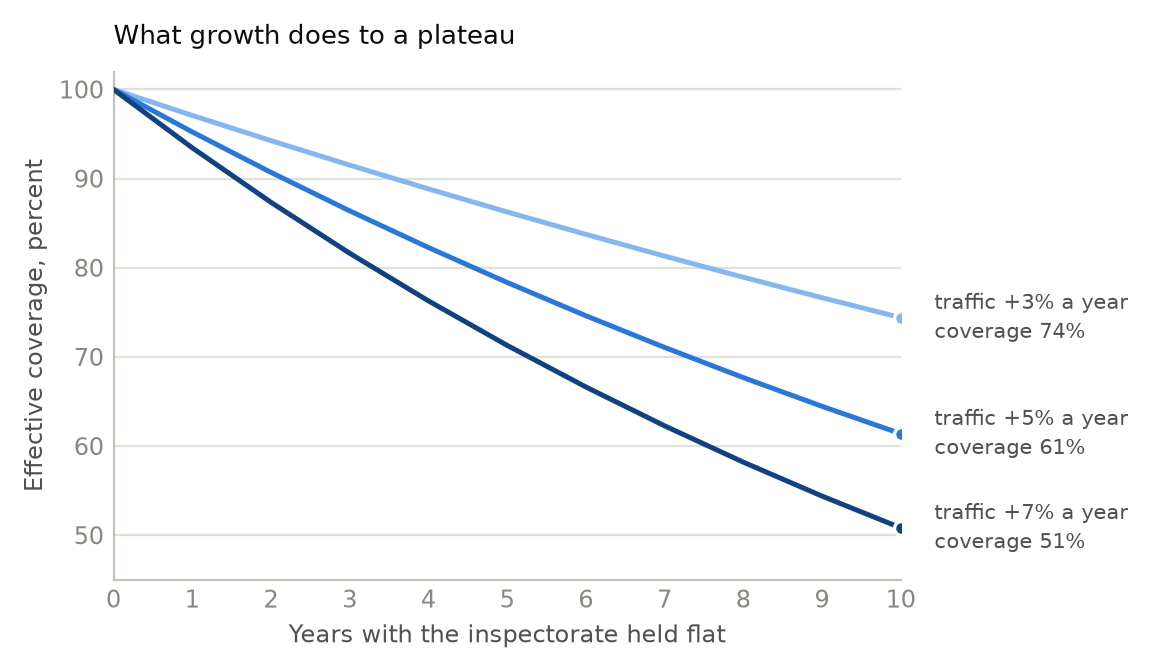 What growth does to a plateau
Effective coverage, percent
100
90
80
70
60
50
traffic +3% a year
coverage 74%
traffic +5% a year
coverage 61%
traffic +7% a year
coverage 51%
0 1 2 3 4 5 6 7 8 9 10
Years with the inspectorate held flat